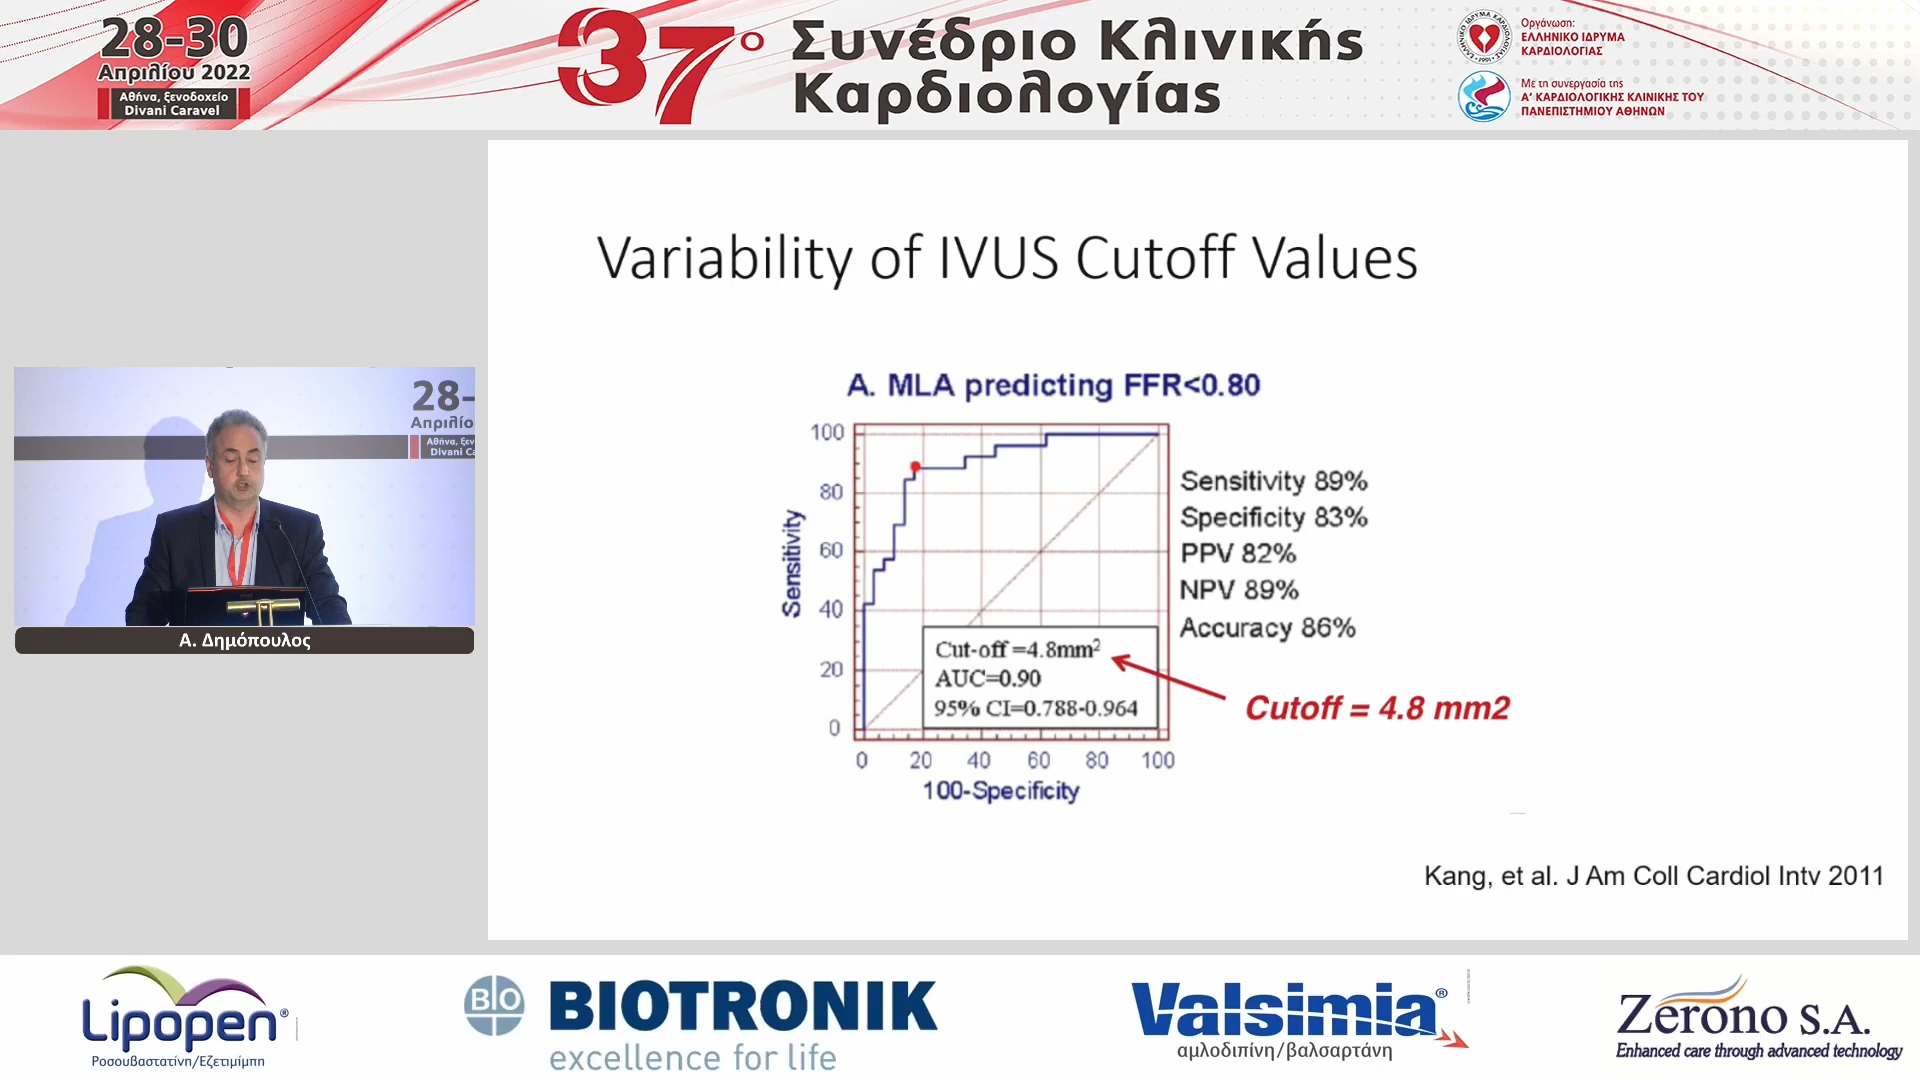 28-30
Απριλίου 2022
Αθήνα, ξενοδοχείο
Divani Caravel
37ο Συνέδριο Κλινικής
Καρδιολογίας
Οργάνωση:
ΕΛΛΗΝΙΚΟ ΙΔΡΥΜΑ
ΚΑΡΔΙΟΛΟΓΙΑΣ
Με τη συνεργασία της
Α' ΚΑΡΔΙΟΛΟΓΙΚΗΣ ΚΛΙΝΙΚΗΣ ΤΟΥ
ΠΑΝΕΠΙΣΤΗΜΙΟΥ ΑΘΗΝΩΝ
28-
Απριλίο
Αθήνα, ξεν
Divani Ca
Α. Δημόπουλος
Variability of IVUS Cutoff Values
A. MLA predicting FFR<0.80
Sensitivity
100
80
60
40
20
0
0 20 40 60 80 100
100-Specificity
Cut-off =4.8mm²
AUC=0.90
95% CI=0.788-0.964
Sensitivity 89%
Specificity 83%
PPV 82%
NPV 89%
Accuracy 86%
Cutoff = 4.8 mm2
Kang, et al. J Am Coll Cardiol Intv 2011
Lipopen®
Ροσουβαστατίνη/Εζετιμίμπη
BIO BIOTRONIK
excellence for life
Valsimia®
αμλοδιπίνη/βαλσαρτάνη
Zerono S.A.
Enhanced care through advanced technology